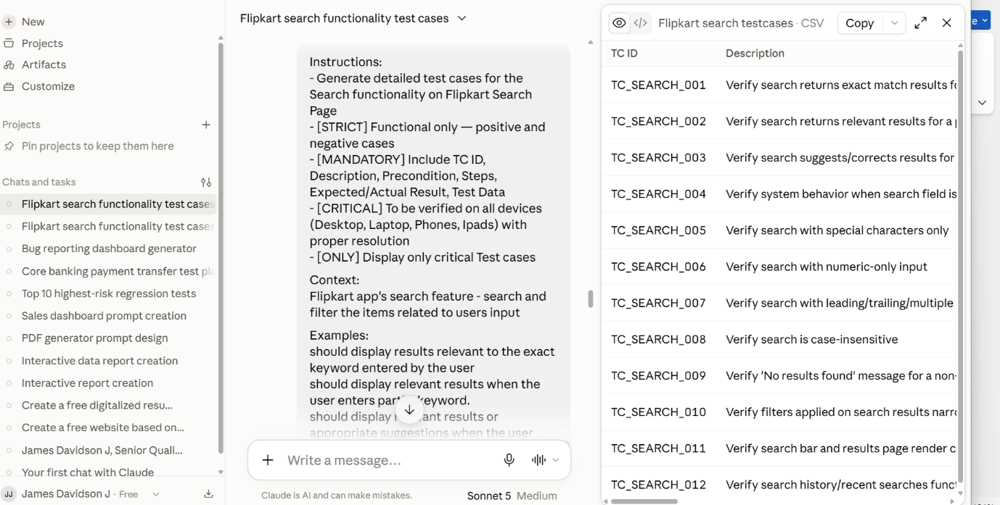 New
Projects
Artifacts
Customize
Projects
Pin projects to keep them here
Chats and tasks
Flipkart search functionality test cases
Flipkart search functionality test cases
Bug reporting dashboard generator
Core banking payment transfer test pla
Top 10 highest-risk regression tests
Sales dashboard prompt creation
PDF generator prompt design
Interactive data report creation
Interactive report creation
Create a free digitalized resu...
Create a free website based on...
James Davidson J, Senior Quali...
Your first chat with Claude
JJ James Davidson J · Free
Flipkart search functionality test cases
Instructions:
- Generate detailed test cases for the
Search functionality on Flipkart Search
Page
- [STRICT] Functional only — positive and
negative cases
- [MANDATORY] Include TC ID,
Description, Precondition, Steps,
Expected/Actual Result, Test Data
- [CRITICAL] To be verified on all devices
(Desktop, Laptop, Phones, Ipads) with
proper resolution
- [ONLY] Display only critical Test cases
Context:
Flipkart app's search feature - search and
filter the items related to users input
Examples:
should display results relevant to the exact
keyword entered by the user
should display relevant results when the
user enters keyword.
should display results or
appropriate suggestions when the user
Write a message...
Claude is AI and can make mistakes.
Sonnet 5 Medium
Flipkart search testcases · CSV
Copy
TC ID Description
TC_SEARCH_001 Verify search returns exact match results
TC_SEARCH_002 Verify search returns relevant results for a
TC_SEARCH_003 Verify search suggests/corrects results for
TC_SEARCH_004 Verify system behavior when search field is
TC_SEARCH_005 Verify search with special characters only
TC_SEARCH_006 Verify search with numeric-only input
TC_SEARCH_007 Verify search with leading/trailing/multiple
TC_SEARCH_008 Verify search is case-insensitive
TC_SEARCH_009 Verify 'No results found' message for a non-
TC_SEARCH_010 Verify filters applied on search results
TC_SEARCH_011 Verify search bar and results page render
TC_SEARCH_012 Verify search history/recent searches